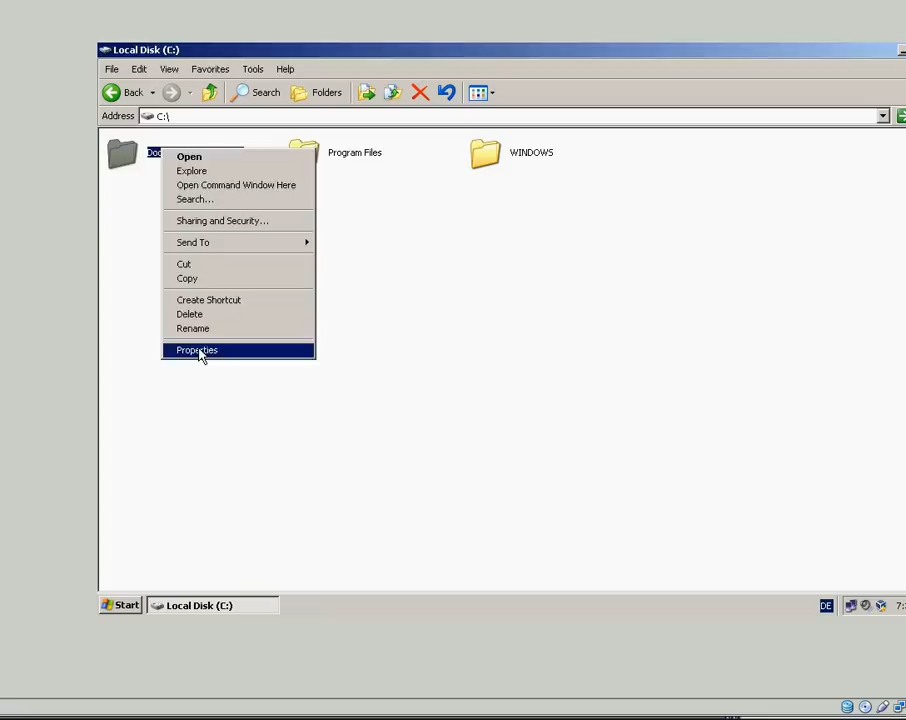 Local Disk (C:)
File Edit View Favorites Tools Help
Back Search Folders
Address C:\
Program Files WINDOWS
Open
Explore
Open Command Window Here
Search...
Sharing and Security...
Send To
Cut
Copy
Create Shortcut
Delete
Rename
Properties
Start Local Disk (C:) DE 7: